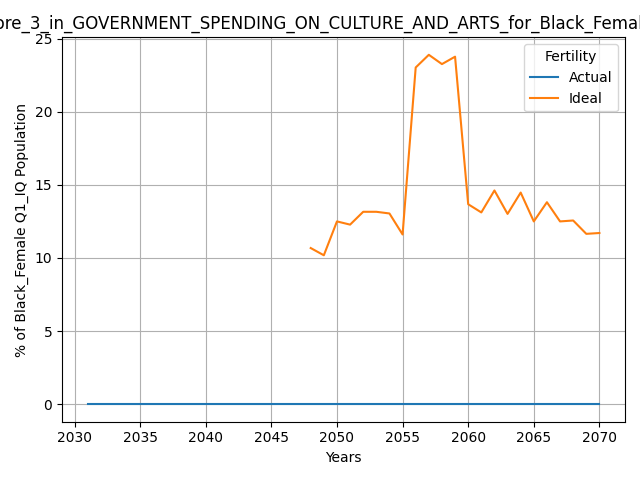 ore_3_in_GOVERNMENT_SPENDING_ON_CULTURE_AND_ARTS_for_Black_Femal
25
20
15
10
5
0
% of Black_Female Q1_IQ Population
Fertility
Actual
Ideal
2030 2035 2040 2045 2050 2055 2060 2065 2070
Years